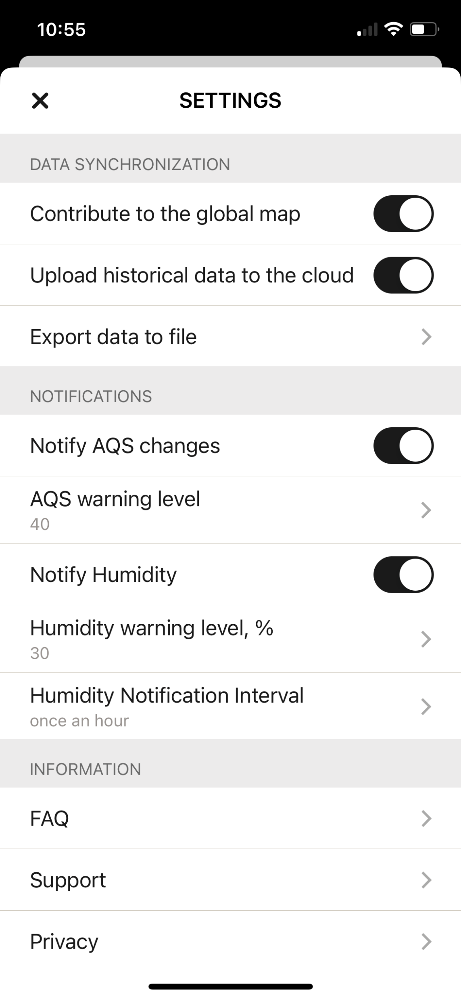 10:55
SETTINGS
DATA SYNCHRONIZATION
Contribute to the global map
Upload historical data to the cloud
Export data to file
NOTIFICATIONS
Notify AQS changes
AQS warning level
40
Notify Humidity
Humidity warning level, %
30
Humidity Notification Interval
once an hour
INFORMATION
FAQ
Support
Privacy